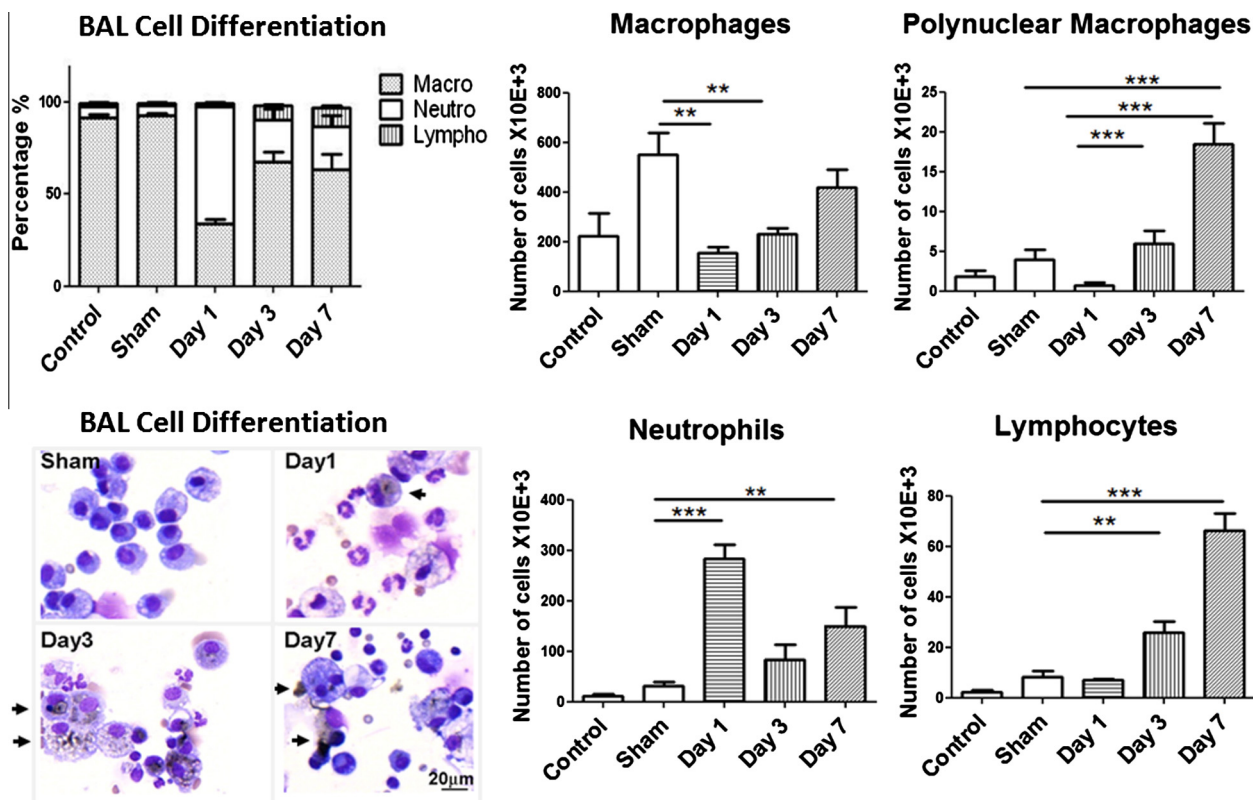 BAL Cell Differentiation
Percentage %
100
50
0
Control
Sham
Day 1
Day 3
Day 7
Macro
Neutro
Lympho
Macrophages
Number of cells X10E+3
800
600
400
200
0
**
**
Control
Sham
Day 1
Day 3
Day 7
Polynuclear Macrophages
Number of cells X10E+3
25
20
15
10
5
0
***
***
***
Control
Sham
Day 1
Day 3
Day 7
BAL Cell Differentiation
Sham
Day1
Day3
Day7
20μm
Neutrophils
Number of cells X10E+3
400
300
200
100
0
**
***
Control
Sham
Day 1
Day 3
Day 7
Lymphocytes
Number of cells X10E+3
80
60
40
20
0
***
**
Control
Sham
Day 1
Day 3
Day 7